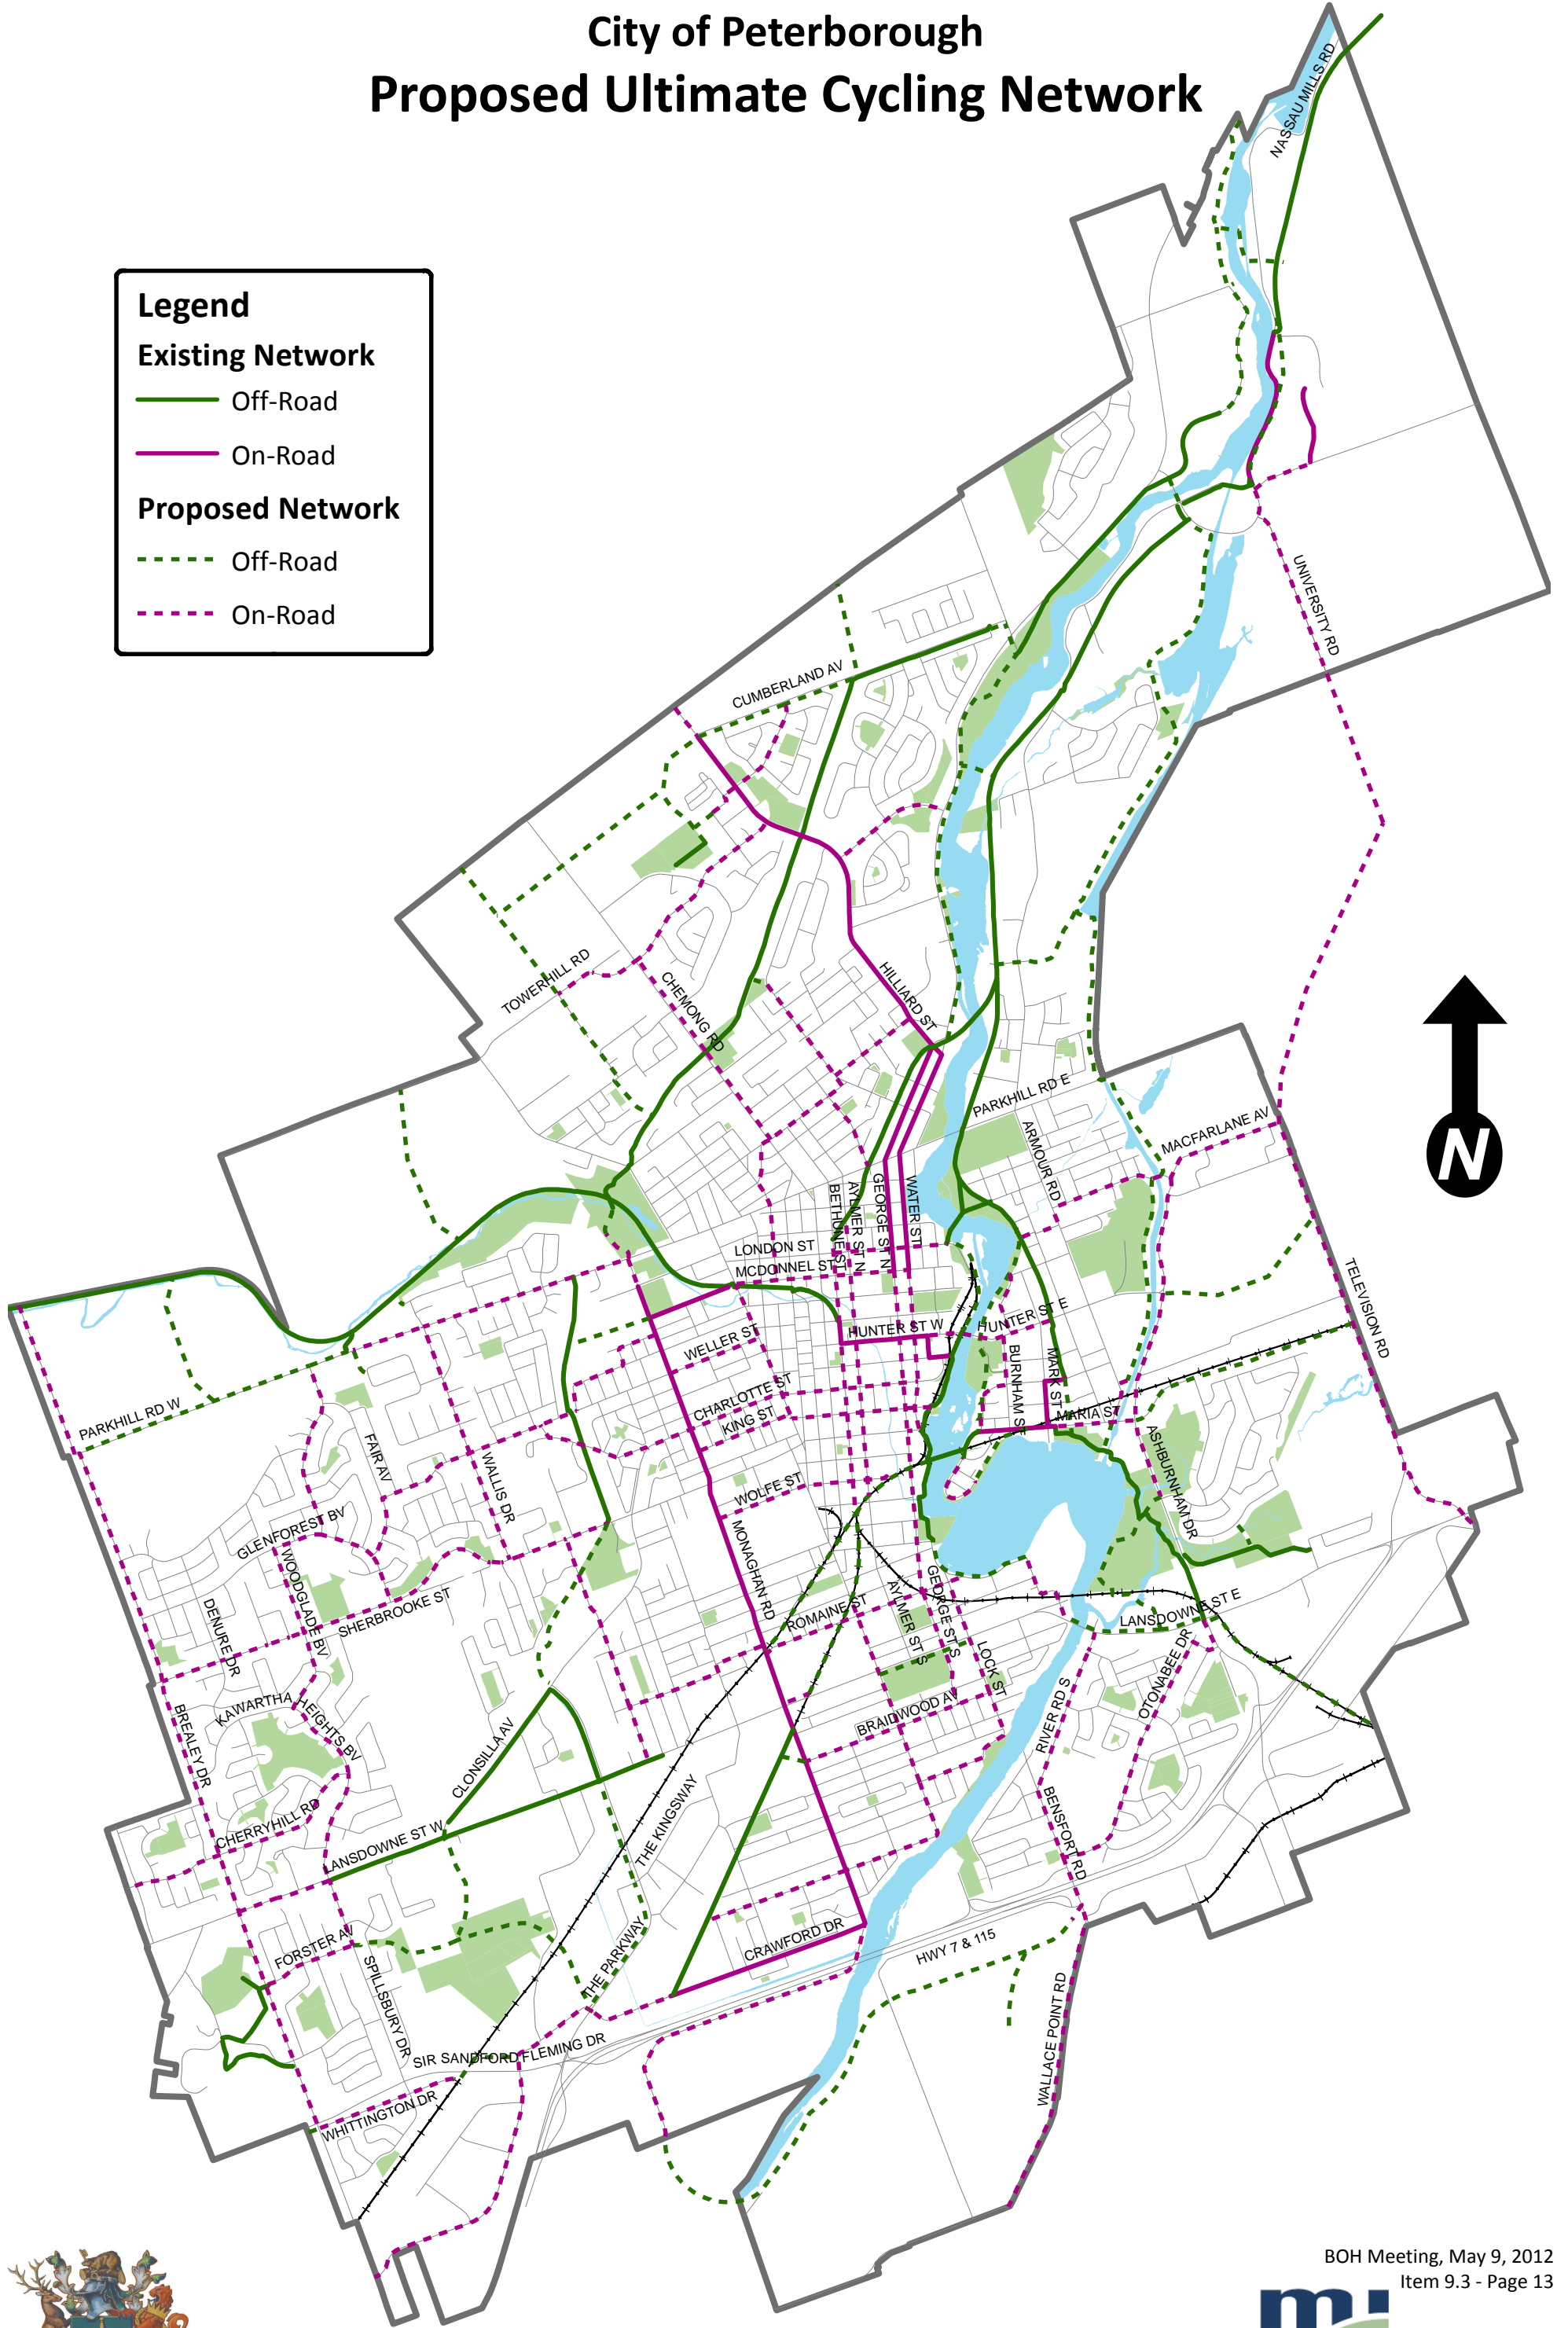 City of Peterborough
Proposed Ultimate Cycling Network
Legend
Existing Network
Off-Road
On-Road
Proposed Network
Off-Road
On-Road
NASSAU MILLS RD
UNIVERSITY RD
CUMBERLAND AV
TOWERHILL RD
CHEMONG RD
HILLIARD ST
PARKHILL RD E
ARMOUR RD
MACFARLANE AV
N
BETHUNE ST
AYLMER ST N
GEORGE ST N
WATER ST
LONDON ST
MCDONNEL ST
TELEVISION RD
HUNTER ST W
HUNTER ST E
WELLER ST
BURNHAM ST
MARK ST
CHARLOTTE ST
KING ST
MARIA ST
PARKHILL RD W
FAIR AV
WALLIS DR
ASHBURNHAM DR
WOLFE ST
GLENFOREST BV
MONAGHAN RD
WOODGLADE BV
SHERBROOKE ST
DENURE DR
ROMAINE ST
AYLMER ST S
GEORGE ST S
LANSDOWNE ST E
LOCK ST
RIVER RD S
OTONABEE DR
KAWARTHA HEIGHTS BV
BREALEY DR
BRAIDWOOD AV
CLONSILLA AV
THE KINGSWAY
BENSFORT RD
CHERRYHILL RD
LANSDOWNE ST W
CRAWFORD DR
HWY 7 & 115
FORSTER AV
THE PARKWAY
SPILLSBURY DR
WALLACE POINT RD
SIR SANDFORD FLEMING DR
WHITTINGTON DR
BOH Meeting, May 9, 2012
Item 9.3 - Page 13